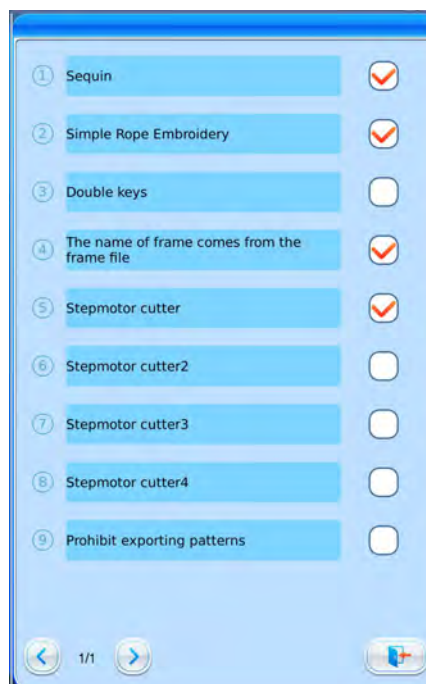 1 Sequin
2 Simple Rope Embroidery
3 Double keys
4 The name of frame comes from the
frame file
5 Stepmotor cutter
6 Stepmotor cutter2
7 Stepmotor cutter3
8 Stepmotor cutter4
9 Prohibit exporting patterns
1/1